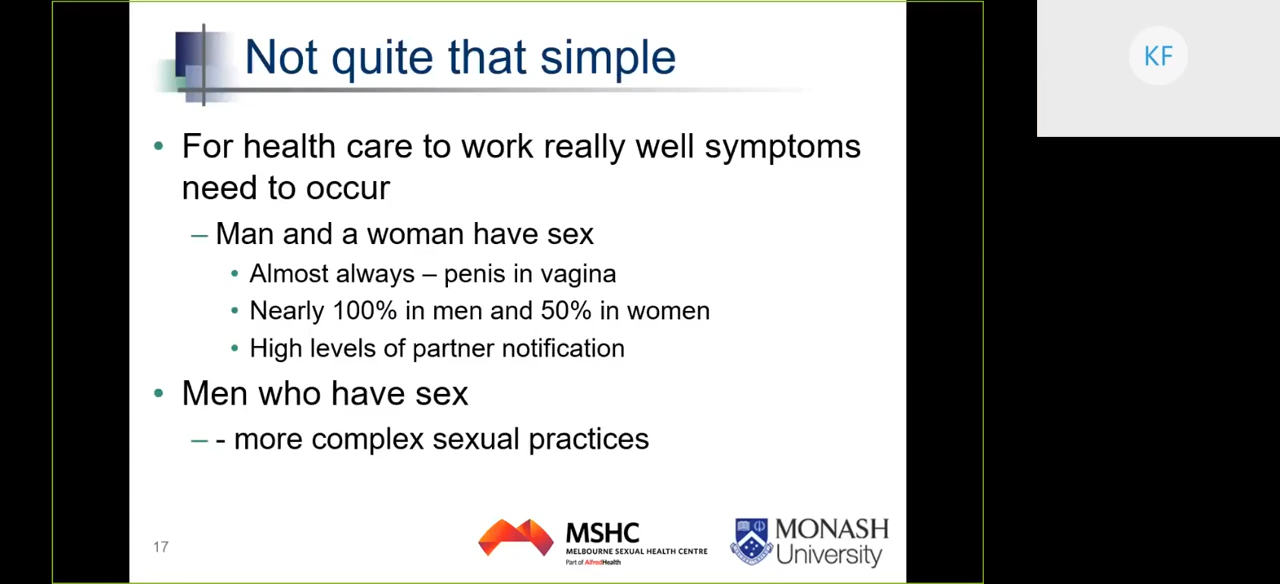 Not quite that simple
KF
• For health care to work really well symptoms
need to occur
– Man and a woman have sex
• Almost always – penis in vagina
• Nearly 100% in men and 50% in women
• High levels of partner notification
• Men who have sex
– - more complex sexual practices
17
MSHC
MELBOURNE SEXUAL HEALTH CENTRE
Part of AlfredHealth
MONASH
University